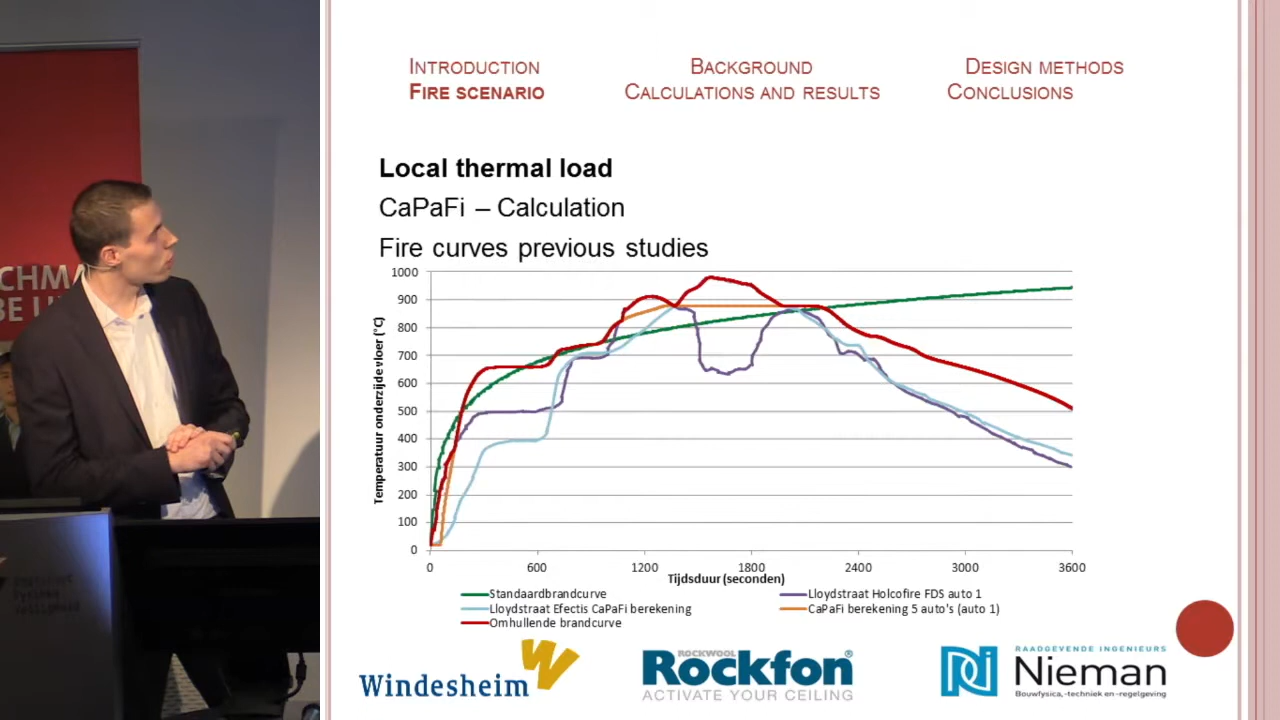 INTRODUCTION BACKGROUND DESIGN METHODS
FIRE SCENARIO CALCULATIONS AND RESULTS CONCLUSIONS
Local thermal load
CaPaFi – Calculation
Fire curves previous studies
1000
900
800
700
600
500
400
300
200
100
0
Temperatuur onderzijde vloer (°C)
0 600 1200 1800 2400 3000 3600
Tijdsduur (seconden)
Standaardbrandcurve
Lloydstraat Holcofire FDS auto 1
Lloydstraat Efectis CaPaFi berekening
CaPaFi berekening 5 auto's (auto 1)
Omhullende brandcurve
Windesheim
ROCKWOOL
Rockfon
ACTIVATE YOUR CEILING
RAADGEVENDE INGENIEURS
Nieman
Bouwfysica, -techniek en -regelgeving
CHMA
BE